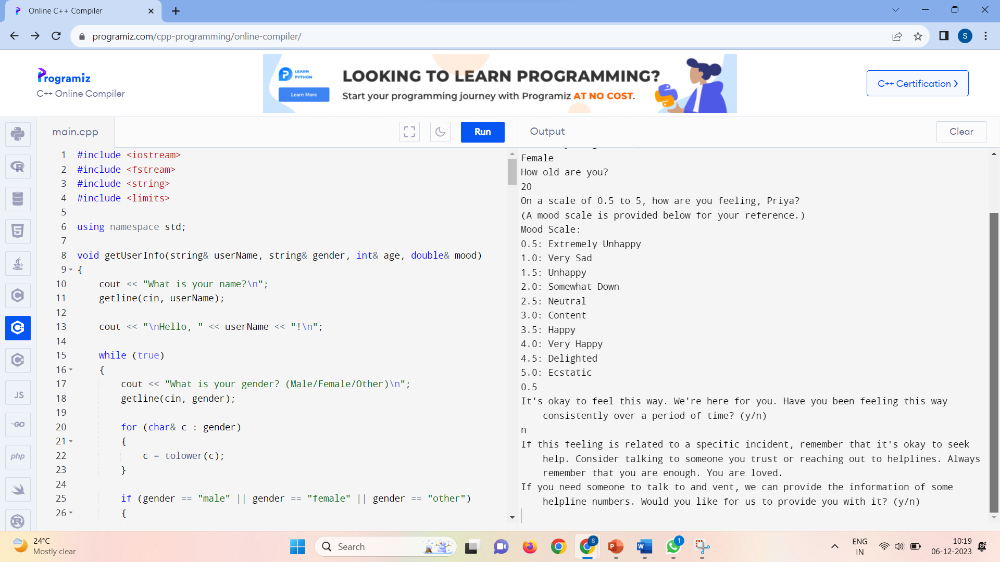 Online C++ Compiler
programiz.com/cpp-programming/online-compiler/
S
Programiz
C++ Online Compiler
LEARN
PYTHON
Learn More
LOOKING TO LEARN PROGRAMMING?
Start your programming journey with Programiz AT NO COST.
C++ Certification
main.cpp
Run
Output
Clear
1 #include <iostream>
2 #include <fstream>
3 #include <string>
4 #include <limits>
5
6 using namespace std;
7
8 void getUserInfo(string& userName, string& gender, int& age, double& mood)
9 {
10 cout << "What is your name?\n";
11 getline(cin, userName);
12
13 cout << "\nHello, " << userName << "!\n";
14
15 while (true)
16 {
17 cout << "What is your gender? (Male/Female/Other)\n";
18 getline(cin, gender);
19
20 for (char& c : gender)
21 {
22 c = tolower(c);
23 }
24
25 if (gender == "male" || gender == "female" || gender == "other")
26 {
Female
How old are you?
20
On a scale of 0.5 to 5, how are you feeling, Priya?
(A mood scale is provided below for your reference.)
Mood Scale:
0.5: Extremely Unhappy
1.0: Very Sad
1.5: Unhappy
2.0: Somewhat Down
2.5: Neutral
3.0: Content
3.5: Happy
4.0: Very Happy
4.5: Delighted
5.0: Ecstatic
0.5
It's okay to feel this way. We're here for you. Have you been feeling this way
consistently over a period of time? (y/n)
n
If this feeling is related to a specific incident, remember that it's okay to seek
help. Consider talking to someone you trust or reaching out to helplines. Always
remember that you are enough. You are loved.
If you need someone to talk to and vent, we can provide the information of some
helpline numbers. Would you like for us to provide you with it? (y/n)
R
5
C
C+
C
JS
GO
php
24°C
Mostly clear
Search
S
P
W
1
ENG
IN
10:19
06-12-2023